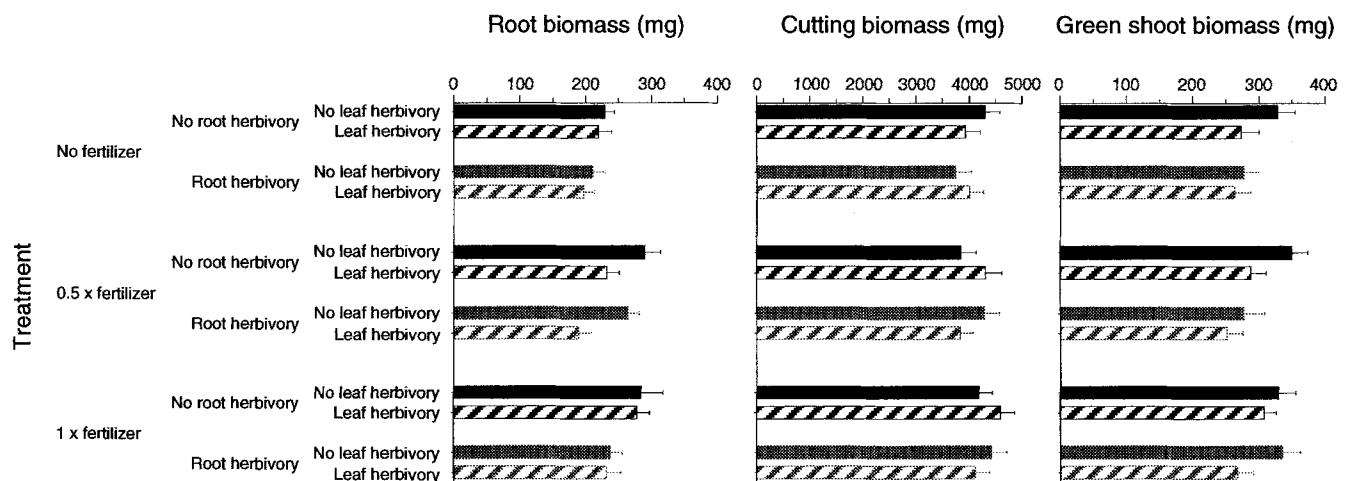 Root biomass (mg) Cutting biomass (mg) Green shoot biomass (mg)
0 100 200 300 400 0 1000 2000 3000 4000 5000 0 100 200 300 400
Treatment
No fertilizer
No root herbivory
No leaf herbivory
Leaf herbivory
Root herbivory
No leaf herbivory
Leaf herbivory
0.5 x fertilizer
No root herbivory
No leaf herbivory
Leaf herbivory
Root herbivory
No leaf herbivory
Leaf herbivory
1 x fertilizer
No root herbivory
No leaf herbivory
Leaf herbivory
Root herbivory
No leaf herbivory
Leaf herbivory